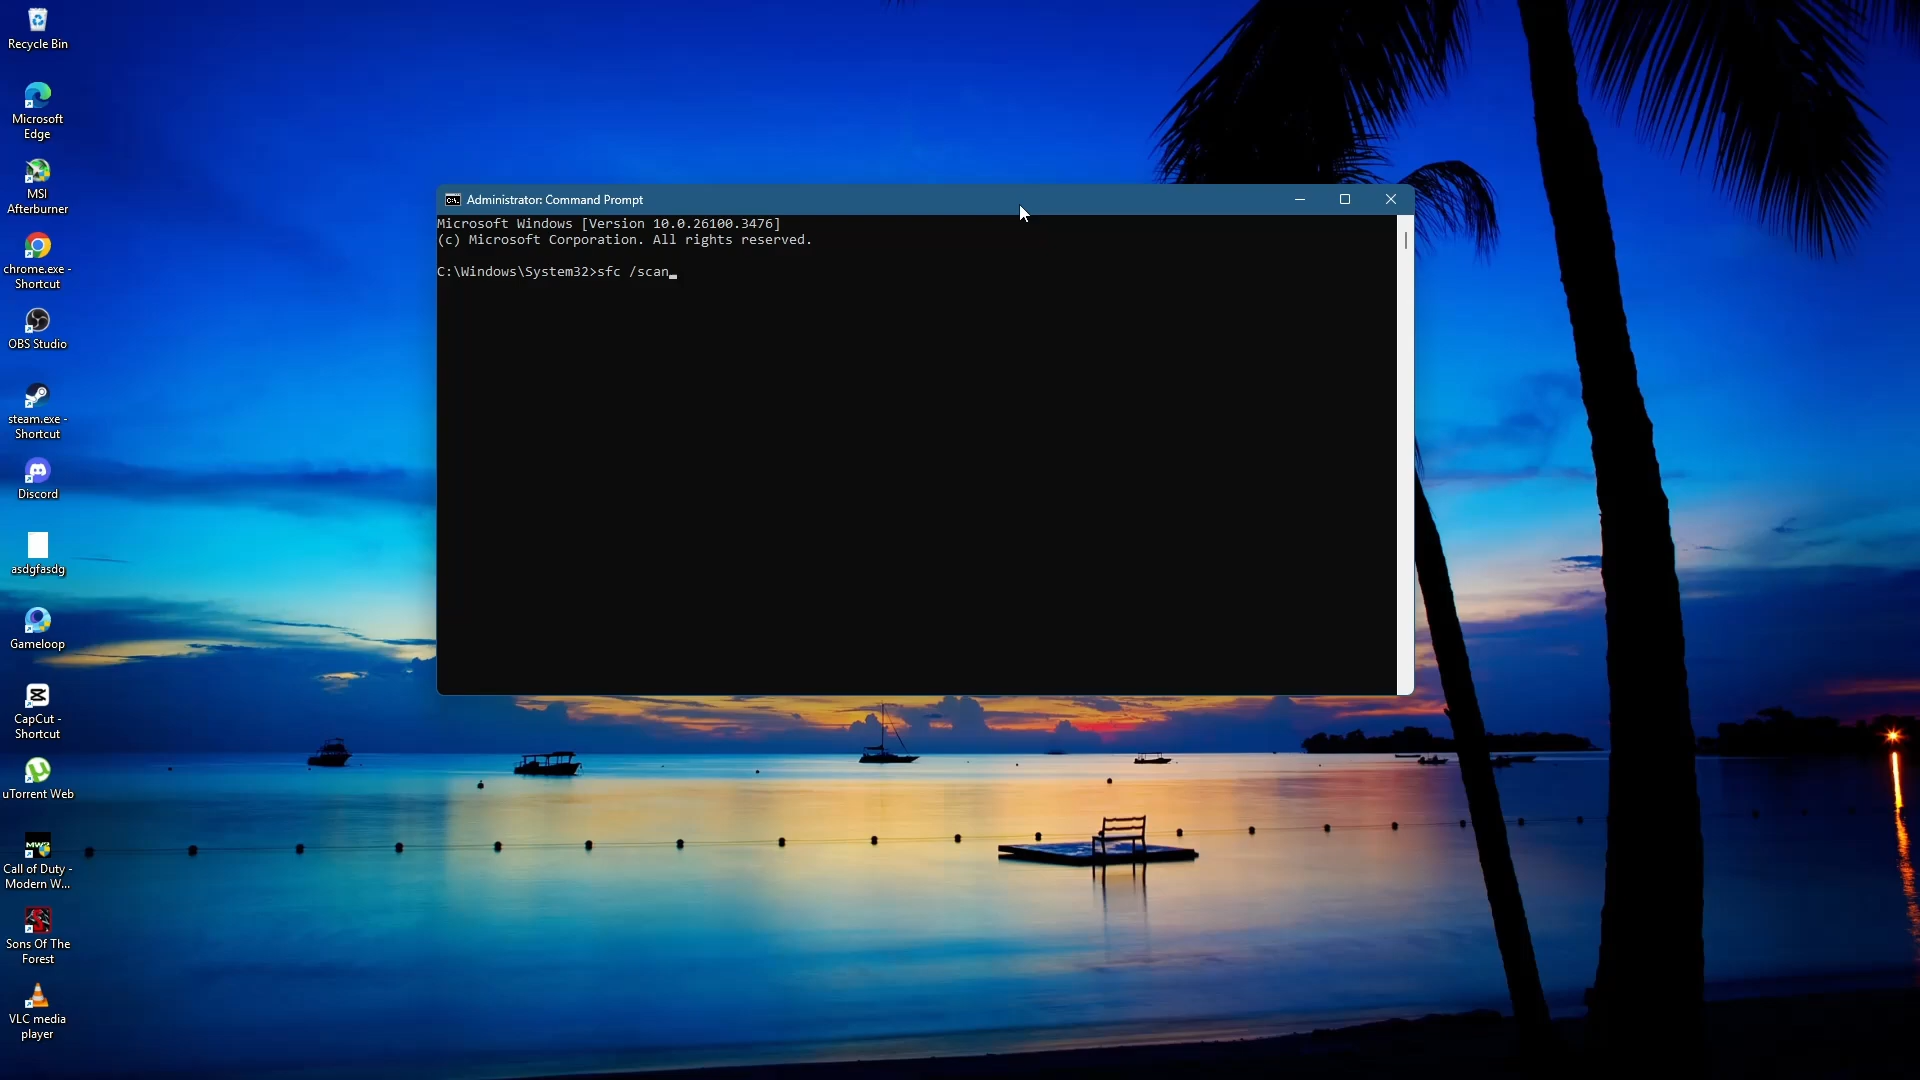 Recycle Bin
Microsoft
Edge
MSI
Afterburner
chrome.exe -
Shortcut
OBS Studio
steam.exe -
Shortcut
Discord
asdgfasdg
Gameloop
CapCut -
Shortcut
uTorrent Web
MW2
Call of Duty -
Modern W...
Sons Of The
Forest
VLC media
player
Administrator: Command Prompt
Microsoft Windows [Version 10.0.26100.3476]
(c) Microsoft Corporation. All rights reserved.
C:\Windows\System32>sfc /scan